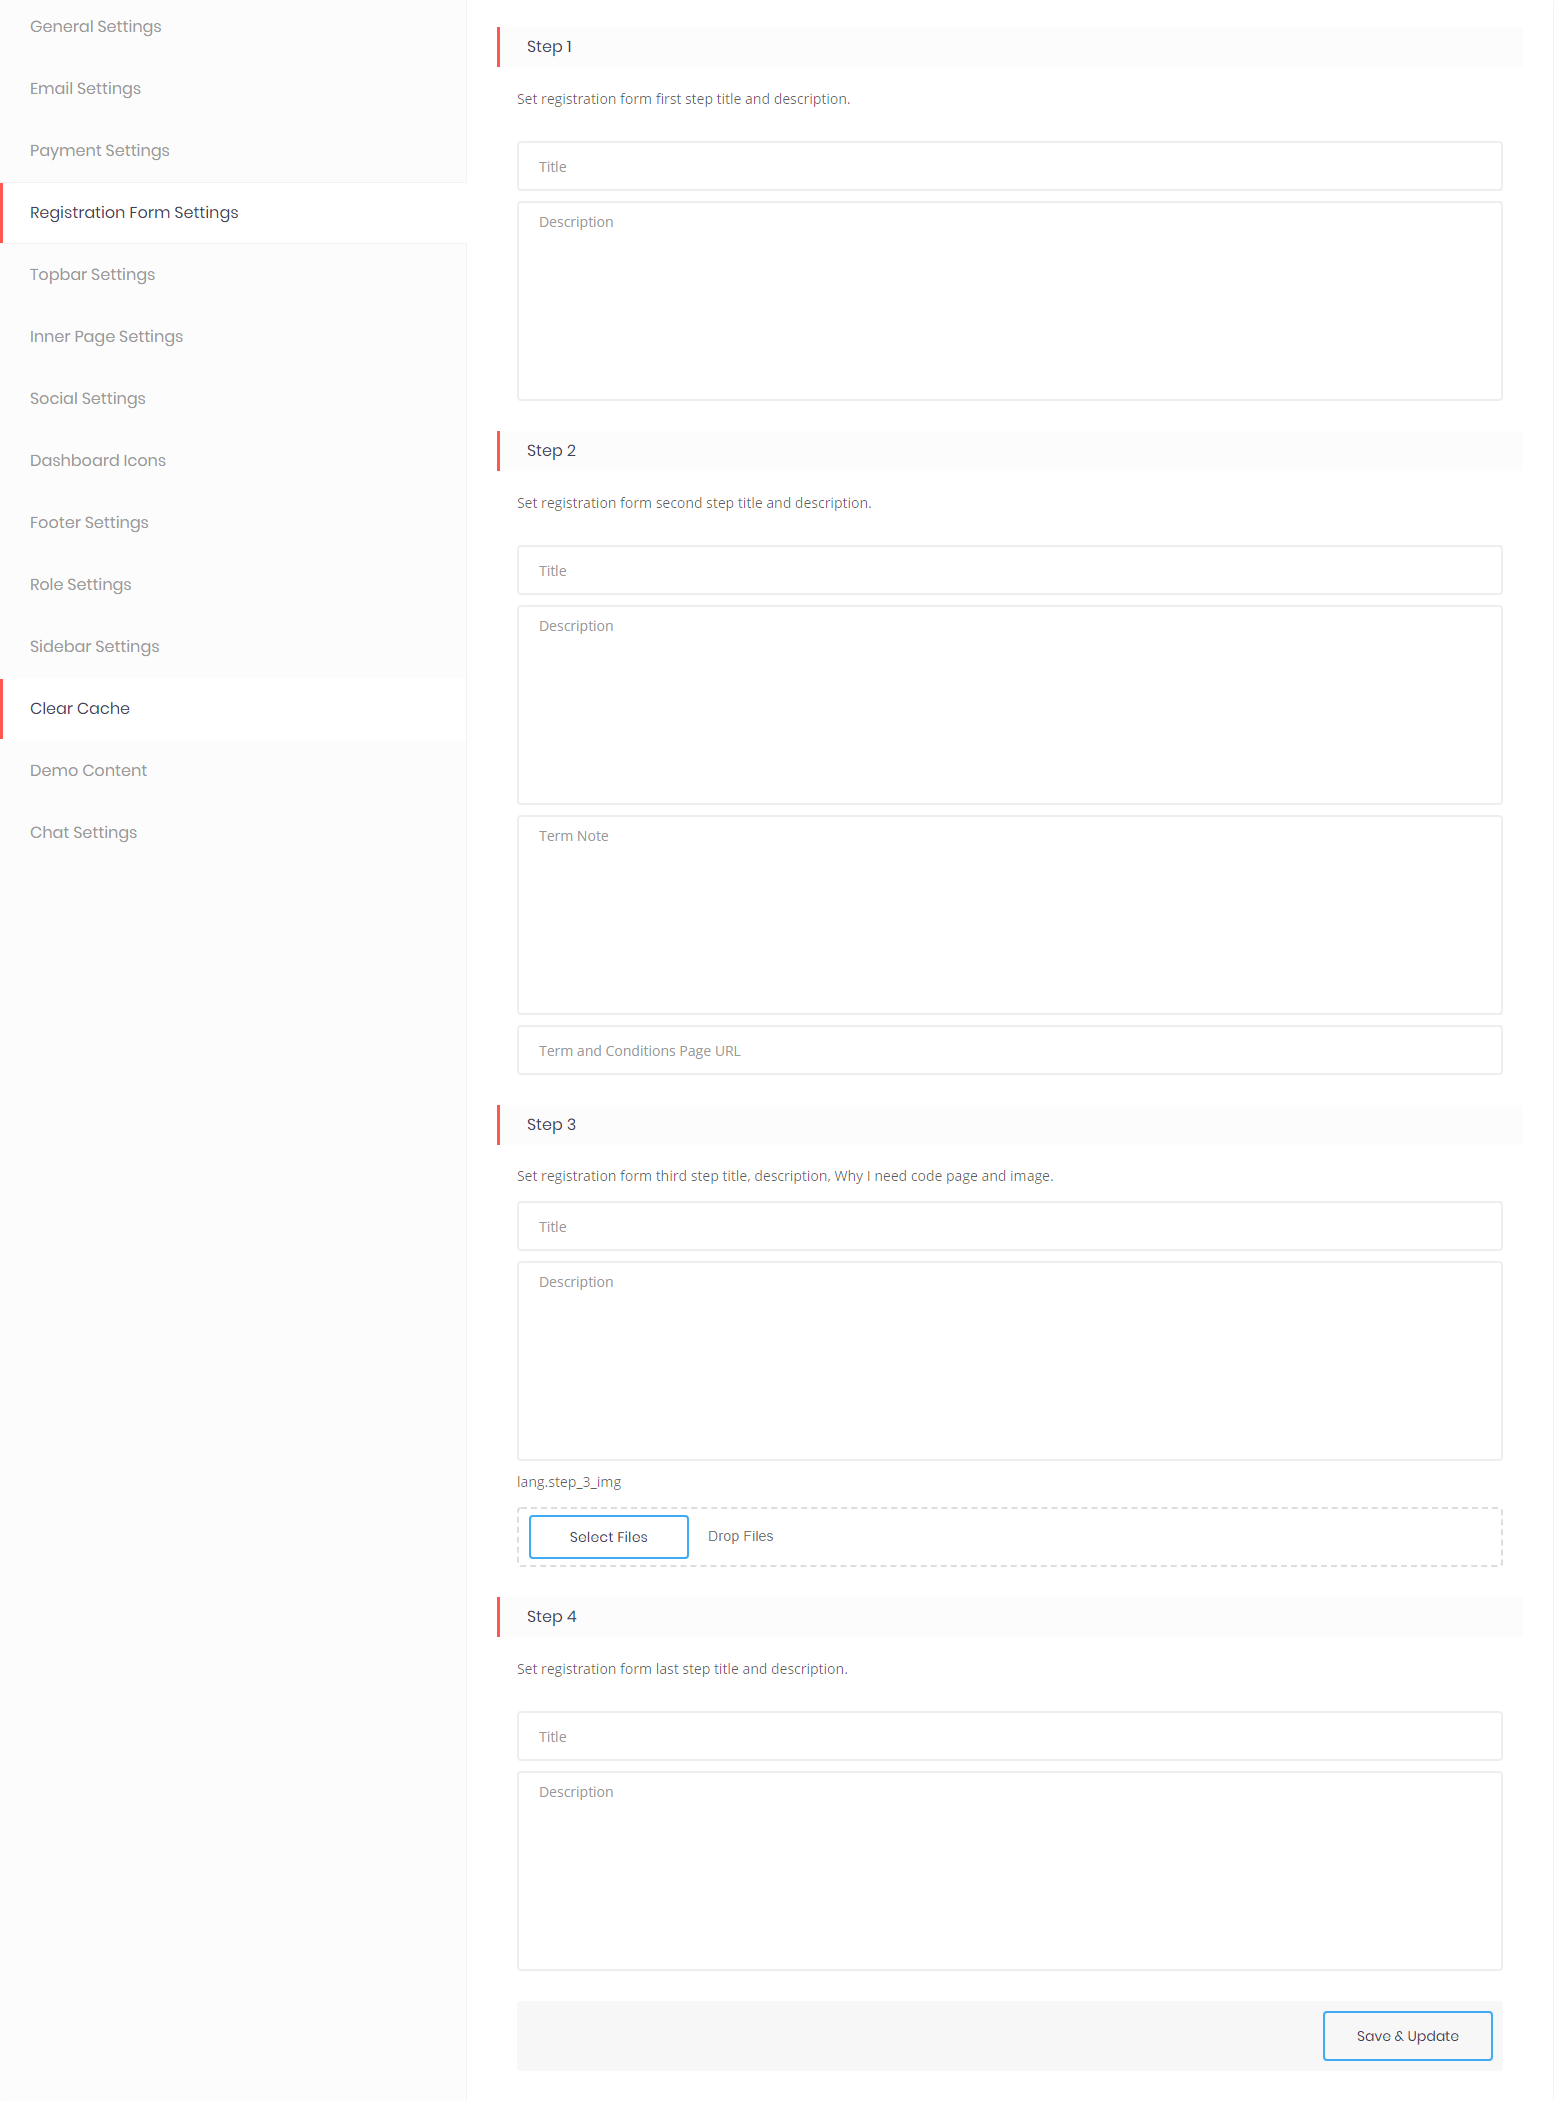 General Settings
Email Settings
Payment Settings
Registration Form Settings
Topbar Settings
Inner Page Settings
Social Settings
Dashboard Icons
Footer Settings
Role Settings
Sidebar Settings
Clear Cache
Demo Content
Chat Settings
Step 1
Set registration form first step title and description.
Title
Description
Step 2
Set registration form second step title and description.
Title
Description
Term Note
Term and Conditions Page URL
Step 3
Set registration form third step title, description, Why I need code page and image.
Title
Description
lang.step_3_img
Select Files Drop Files
Step 4
Set registration form last step title and description.
Title
Description
Save & Update